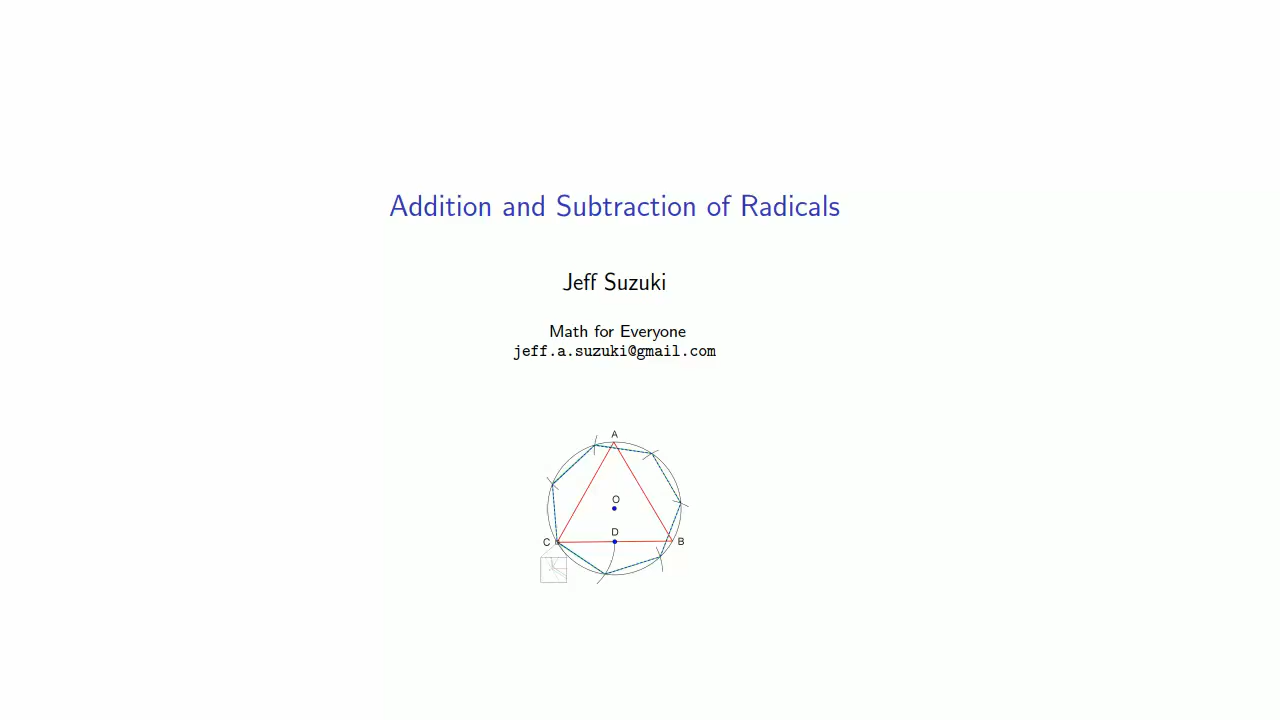 Addition and Subtraction of Radicals
Jeff Suzuki
Math for Everyone
jeff.a.suzuki@gmail.com
A
O
D
C
B